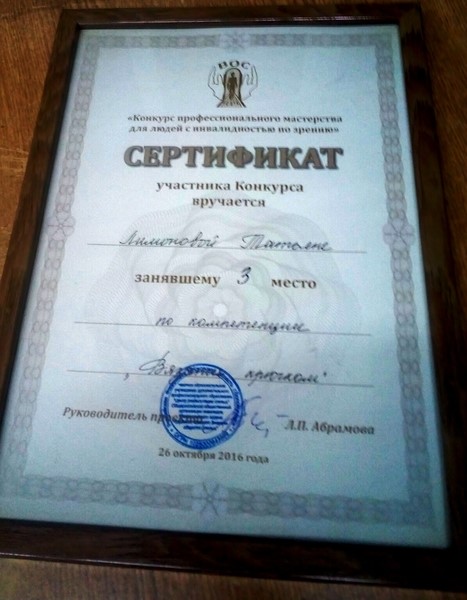 ВОС
«Конкурс профессионального мастерства
для людей с инвалидностью по зрению»
СЕРТИФИКАТ
участника Конкурса
вручается
Лимоновой Татьяне
занявшему 3 место
по компетенции
"Вязание крючком"
Руководитель проекта
Л.П. Абрамова
26 октября 2016 года